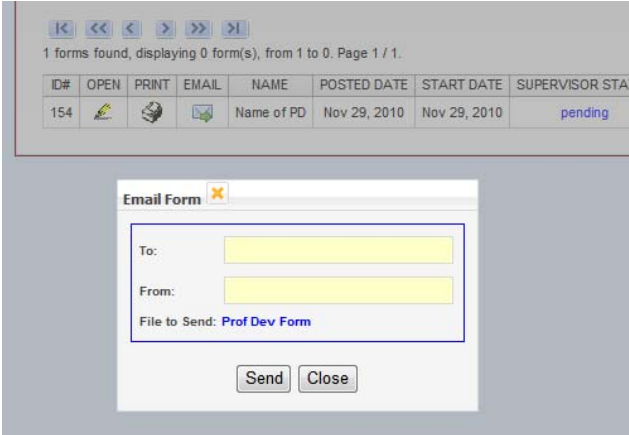 1 forms found, displaying 0 form(s), from 1 to 0. Page 1 / 1.
ID# OPEN PRINT EMAIL NAME POSTED DATE START DATE SUPERVISOR STA
154 Name of PD Nov 29, 2010 Nov 29, 2010 pending
Email Form
To:
From:
File to Send: Prof Dev Form
Send Close